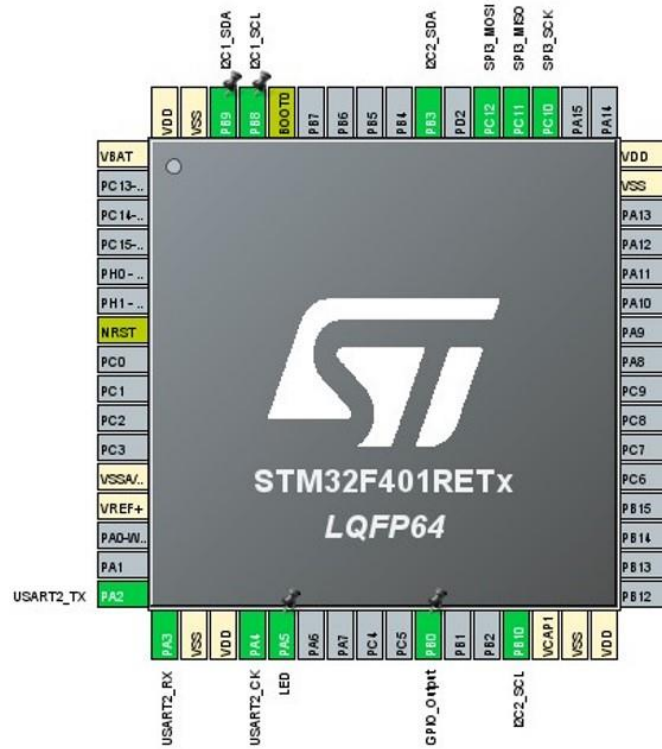 I2C1_SDA
I2C1_SCL
I2C2_SDA
SPI3_MOSI
SPI3_MISO
SPI3_SCK
VDD
VSS
PB9
PB8
BOOT0
PB7
PB6
PB5
PB4
PB3
PD2
PC12
PC11
PC10
PA15
PA14
VBAT
PC13-..
PC14-..
PC15-..
PH0 - ..
PH1 - ..
NRST
PC0
PC1
PC2
PC3
VSSA/..
VREF+
PA0-W..
PA1
USART2_TX PA2
STM32F401RETx
LQFP64
VDD
VSS
PA13
PA12
PA11
PA10
PA9
PA8
PC9
PC8
PC7
PC6
PB15
PB14
PB13
PB12
PA3
VSS
VDD
PA4
PA5
PA6
PA7
PC4
PC5
PB0
PB1
PB2
PB10
VCAP1
VSS
VDD
USART2_RX
USART2_CK
LED
GPIO_Output
I2C2_SCL